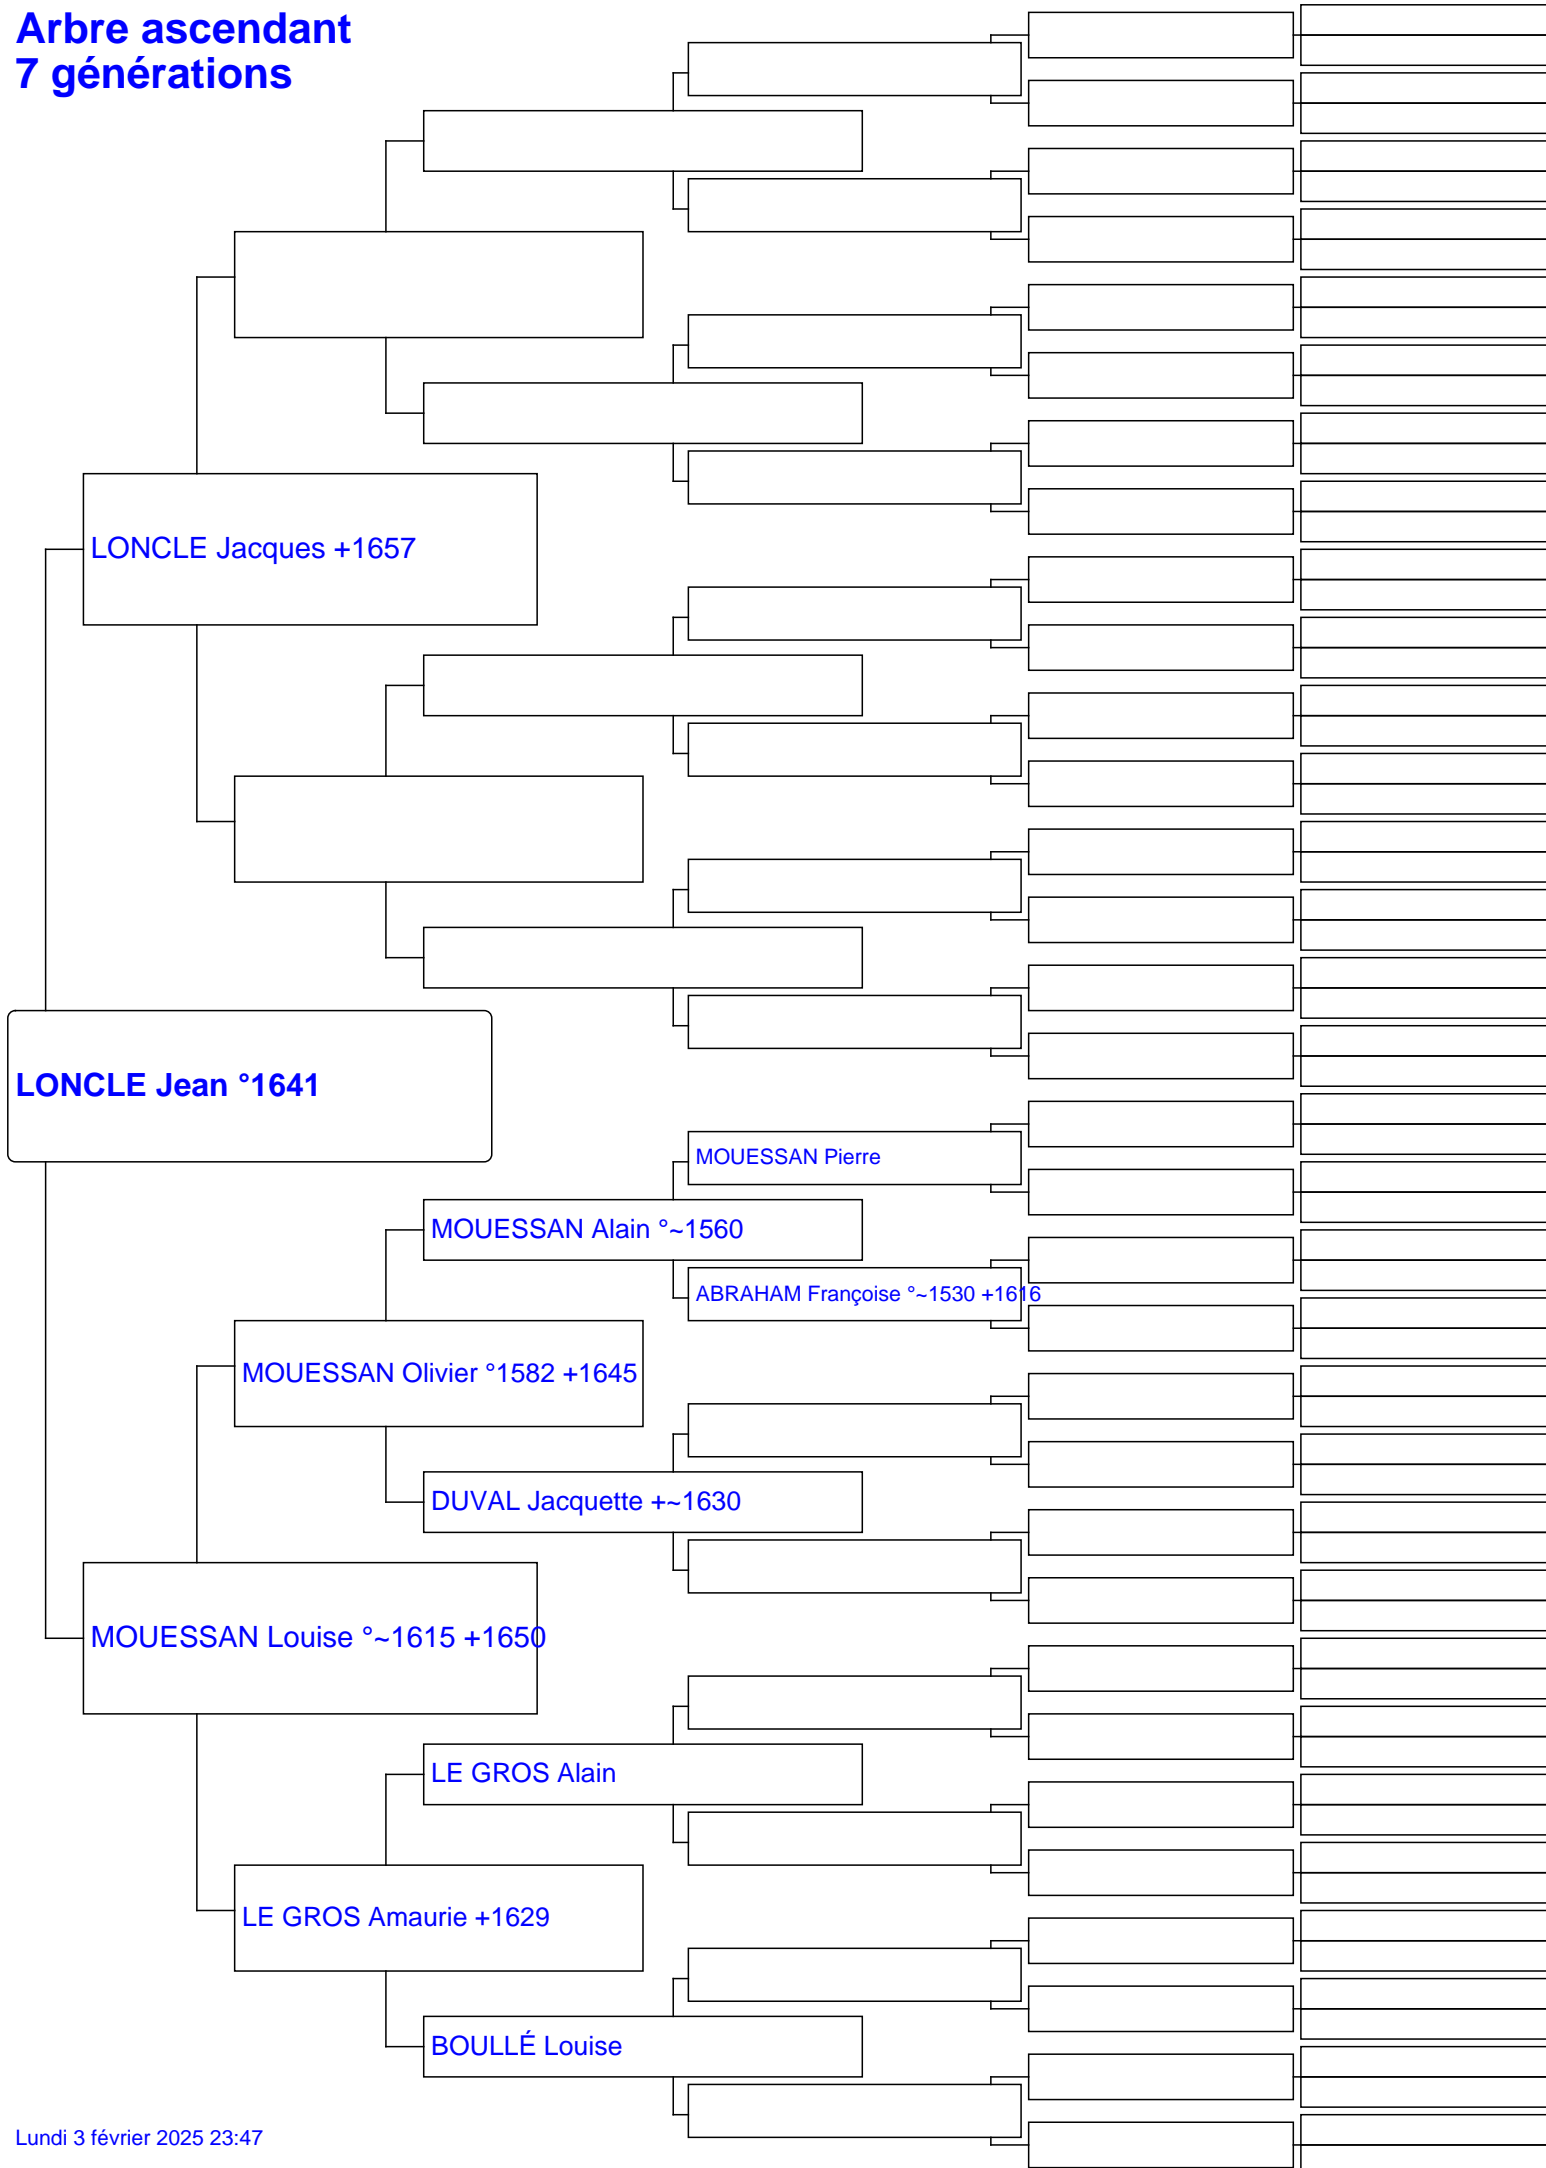 Arbre ascendant
7 générations
LONCLE Jacques +1657
LONCLE Jean °1641
MOUESSAN Pierre
MOUESSAN Alain °~1560
ABRAHAM Françoise °~1530 +1616
MOUESSAN Olivier °1582 +1645
DUVAL Jacquette +~1630
MOUESSAN Louise °~1615 +1650
LE GROS Alain
LE GROS Amaurie +1629
BOULLÉ Louise
Lundi 3 février 2025 23:47